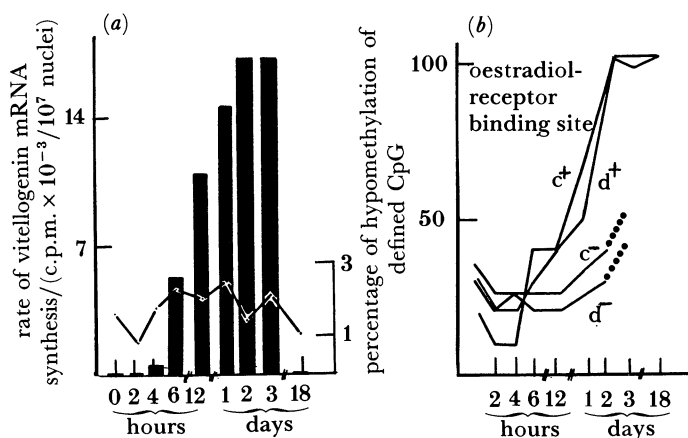 (a)
rate of vitellogenin mRNA
synthesis/(c.p.m. × 10⁻³/10⁷ nuclei)
14
7
3
1
0 2 4 6 12 1 2 3 18
hours days
(b)
percentage of hypomethylation of
defined CpG
100
50
oestradiol-
receptor
binding site
c+ d+
c−
d−
2 4 6 12 1 2 3 18
hours days